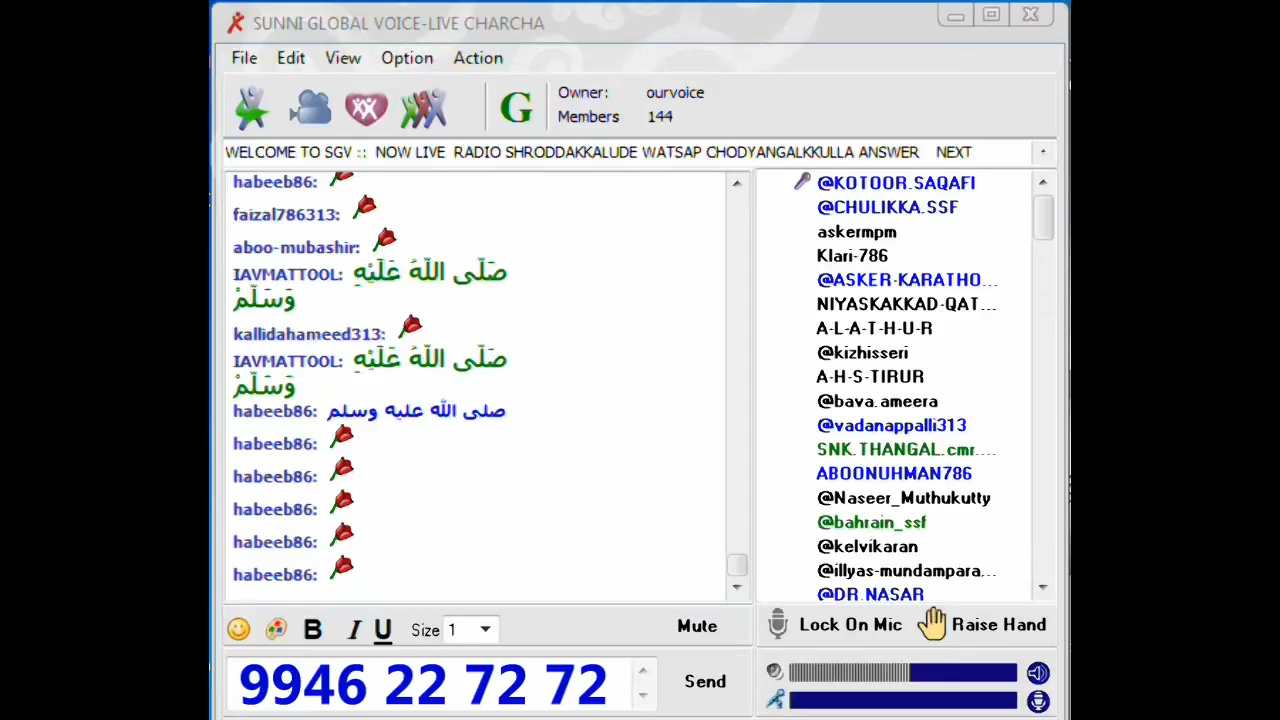 SUNNI GLOBAL VOICE-LIVE CHARCHA
File Edit View Option Action
G
Owner: ourvoice
Members 144
WELCOME TO SGV :: NOW LIVE RADIO SHRODDAKKALUDE WATSAP CHODYANGALKKULLA ANSWER NEXT
habeeb86:
faizal786313:
aboo-mubashir:
IAVMATTOOL: صَلَّى اللّهُ عَلَيْهِ
وَسَلَّمْ
kallidahameed313:
IAVMATTOOL: صَلَّى اللّهُ عَلَيْهِ
وَسَلَّمْ
habeeb86: صلى الله عليه وسلم
habeeb86:
habeeb86:
habeeb86:
habeeb86:
habeeb86:
@KOTOOR.SAQAFI
@CHULIKKA.SSF
askermpm
Klari-786
@ASKER-KARATHO...
NIYASKAKKAD-QAT...
A-L-A-T-H-U-R
@kizhisseri
A-H-S-TIRUR
@bava.ameera
@vadanappalli313
SNK.THANGAL.cmr....
ABOONUHMAN786
@Naseer_Muthukutty
@bahrain_ssf
@kelvikaran
@illyas-mundampara...
@DR.NASAR
B I U Size 1 Mute
Lock On Mic Raise Hand
9946 22 72 72 Send